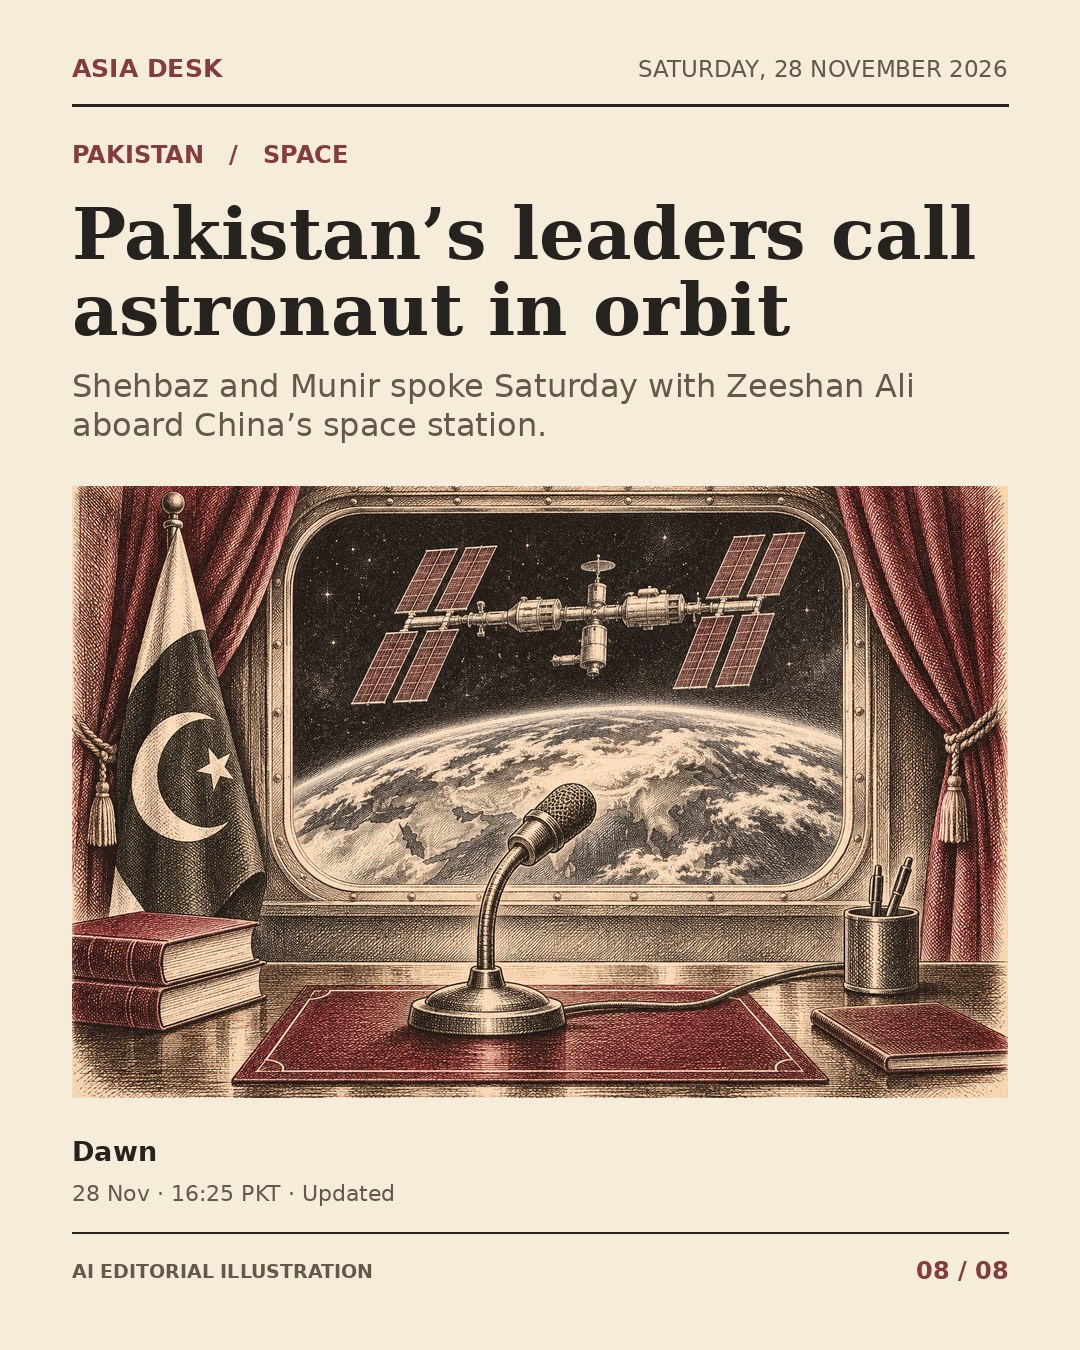 ASIA DESK
SATURDAY, 28 NOVEMBER 2026
PAKISTAN / SPACE
Pakistan’s leaders call
astronaut in orbit
Shehbaz and Munir spoke Saturday with Zeeshan Ali
aboard China’s space station.
Dawn
28 Nov · 16:25 PKT · Updated
AI EDITORIAL ILLUSTRATION
08 / 08